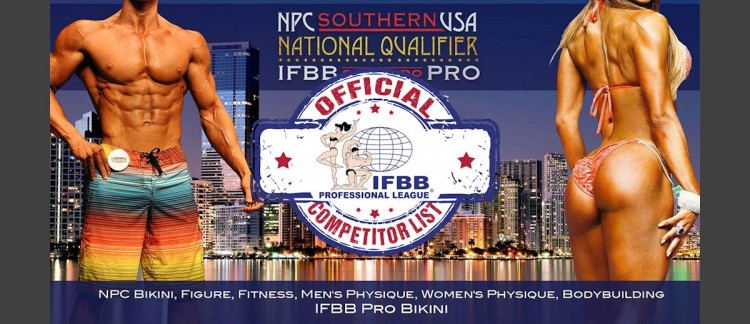 NPC SOUTHERN USA
NATIONAL QUALIFIER
IFBB PRO
OFFICIAL
IFBB
PROFESSIONAL LEAGUE®
COMPETITOR LIST
NPC Bikini, Figure, Fitness, Men's Physique, Women's Physique, Bodybuilding
IFBB Pro Bikini